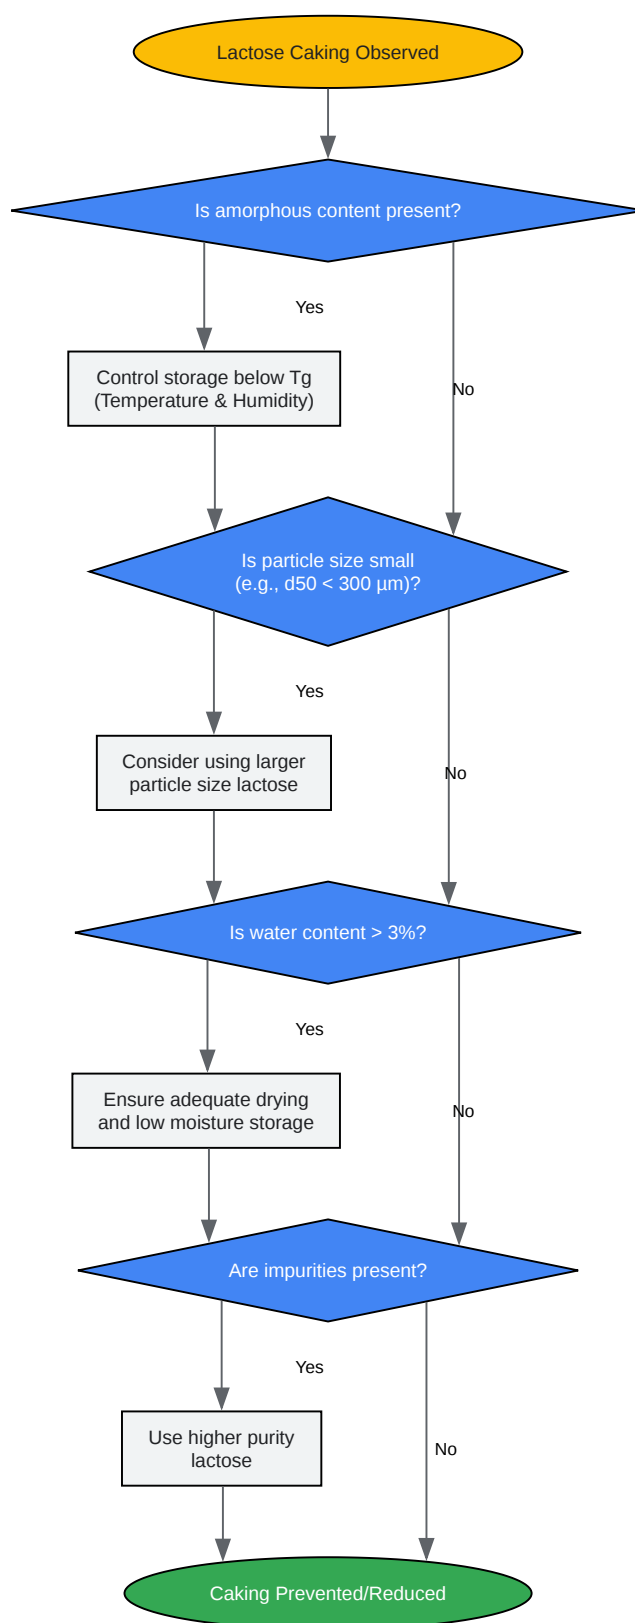 Lactose Caking Observed
Is amorphous content present?
Yes
Control storage below Tg
(Temperature & Humidity)
No
Is particle size small
(e.g., d50 < 300 µm)?
Yes
Consider using larger
particle size lactose
No
Is water content > 3%?
Yes
Ensure adequate drying
and low moisture storage
No
Are impurities present?
Yes
Use higher purity
lactose
No
Caking Prevented/Reduced